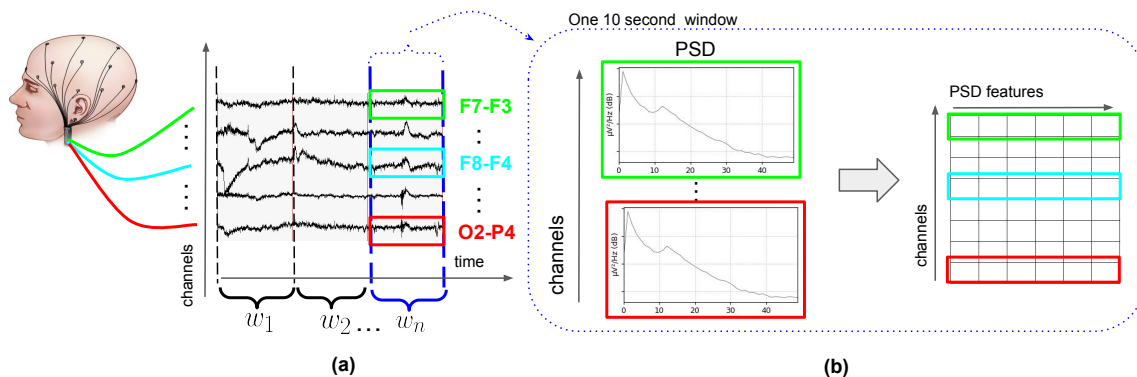 F7-F3
F8-F4
O2-P4
time
channels
w1
w2 ... wn
(a)
One 10 second window
PSD
µV²/Hz (dB)
0 10 20 30 40
µV²/Hz (dB)
0 10 20 30 40
channels
PSD features
channels
(b)